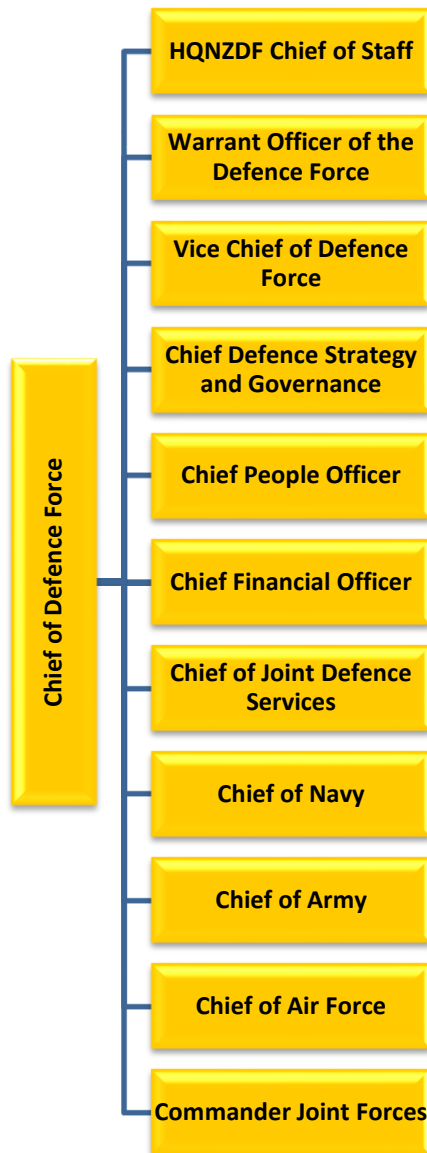 HQNZDF Chief of Staff
Warrant Officer of the
Defence Force
Vice Chief of Defence
Force
Chief Defence Strategy
and Governance
Chief People Officer
Chief of Defence Force
Chief Financial Officer
Chief of Joint Defence
Services
Chief of Navy
Chief of Army
Chief of Air Force
Commander Joint Forces